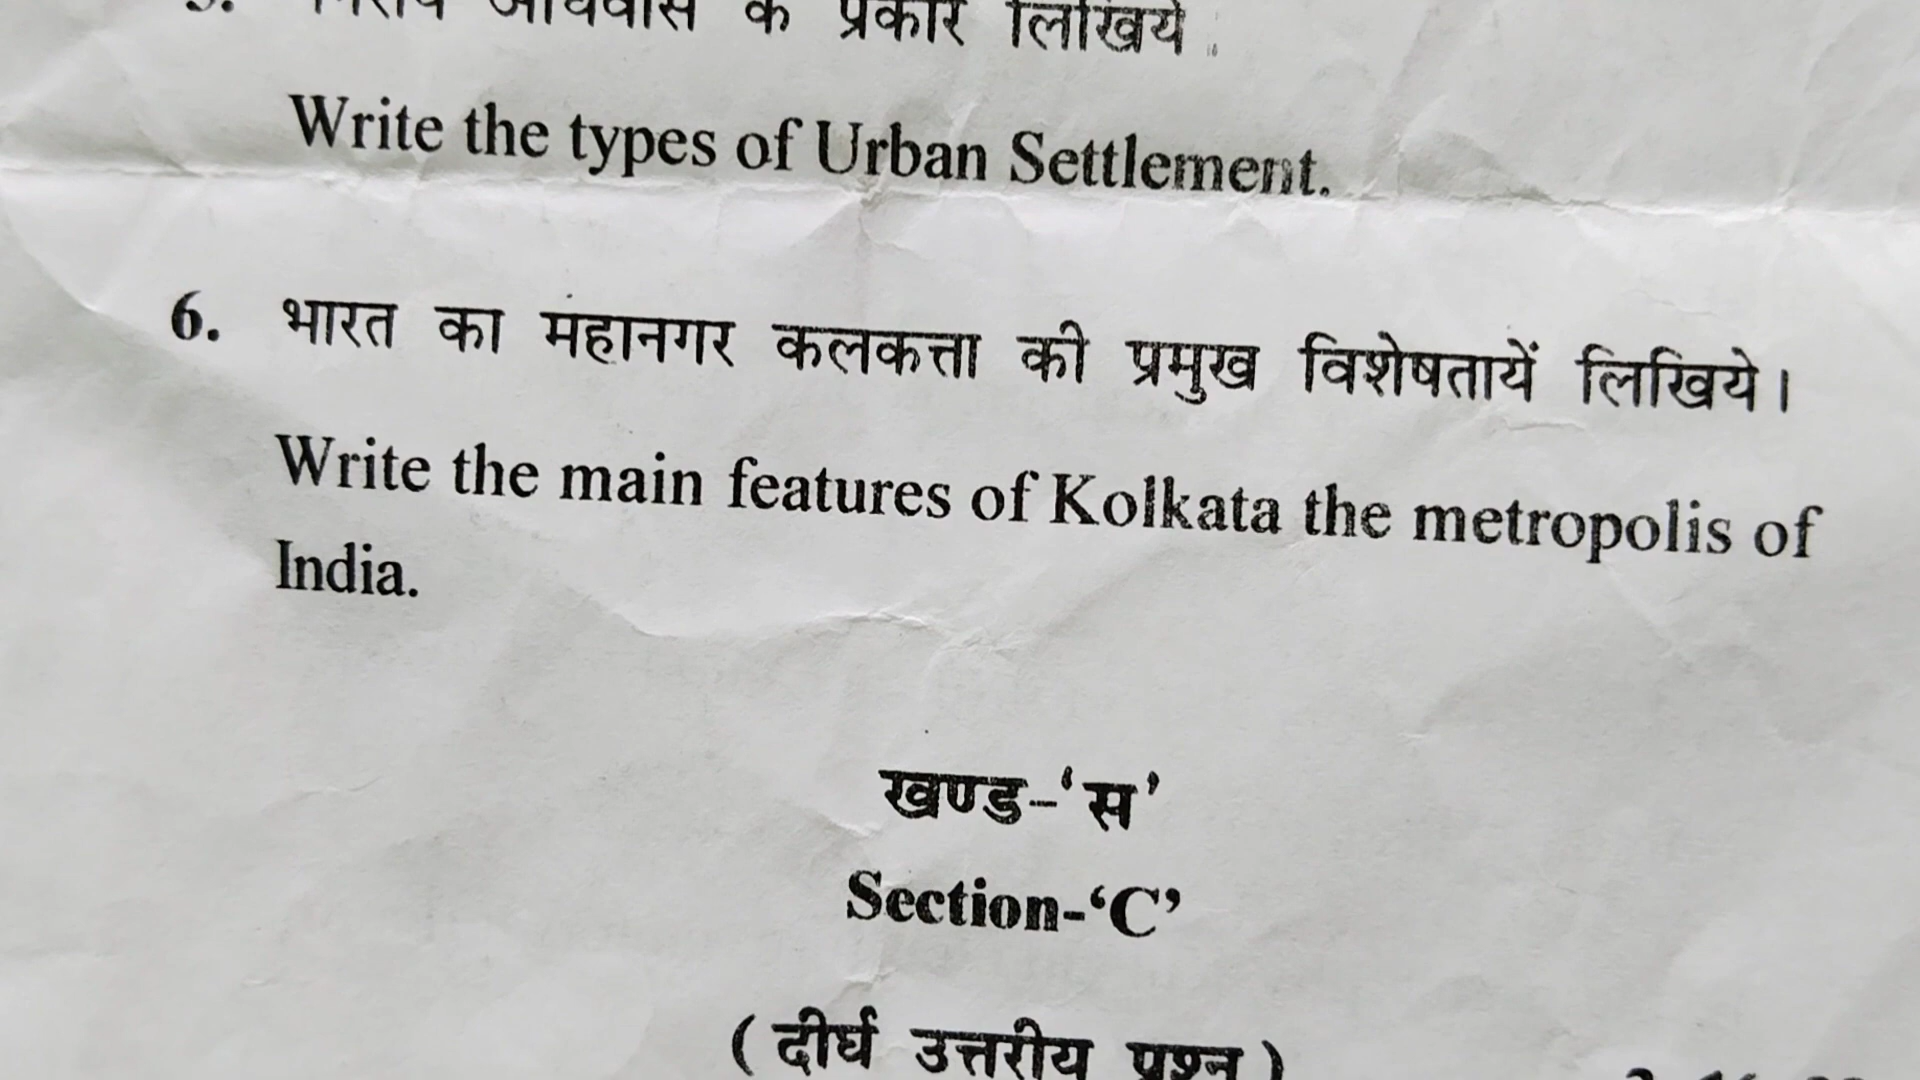 के प्रकार लिखिये
Write the types of Urban Settlement.
6. भारत का महानगर कलकत्ता की प्रमुख विशेषतायें लिखिये।
Write the main features of Kolkata the metropolis of
India.
खण्ड-‘स’
Section-‘C’
(दीर्घ उत्तरीय प्रश्न)